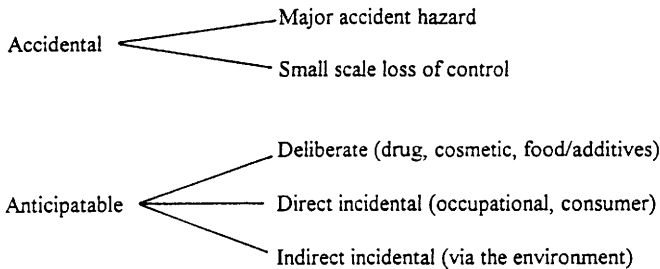 Major accident hazard
Accidental
Small scale loss of control
Deliberate (drug, cosmetic, food/additives)
Anticipatable
Direct incidental (occupational, consumer)
Indirect incidental (via the environment)